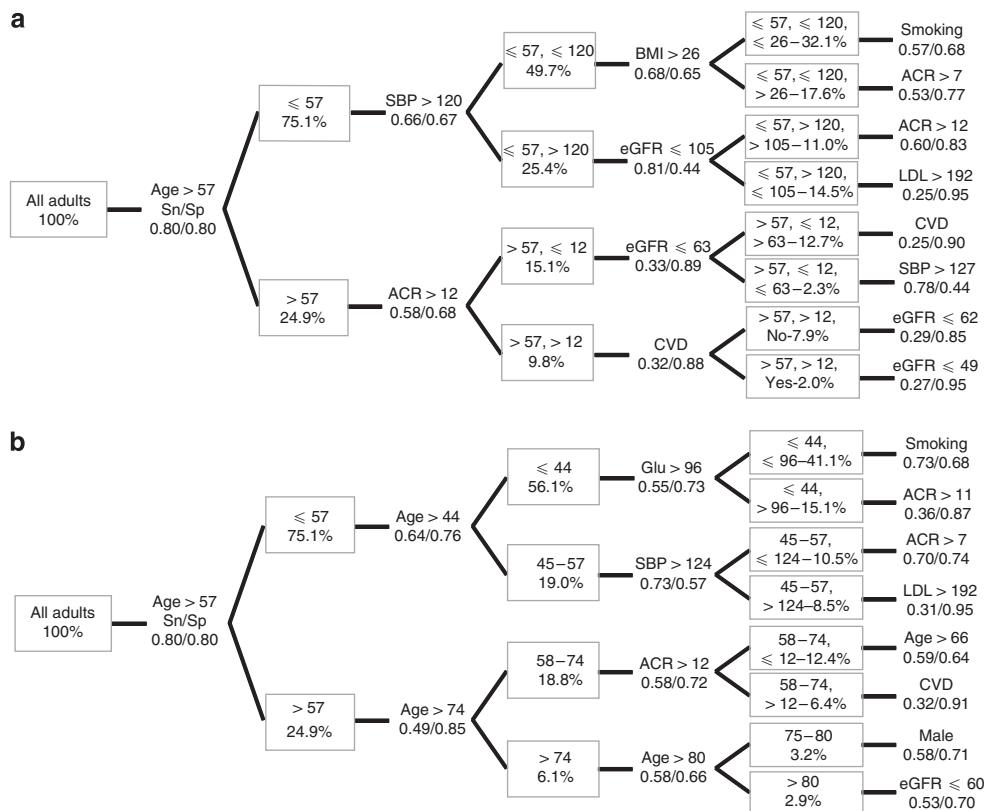 a
All adults
100%
Age > 57
Sn/Sp
0.80/0.80
⩽ 57
75.1%
> 57
24.9%
SBP > 120
0.66/0.67
ACR > 12
0.58/0.68
⩽ 57, ⩽ 120
49.7%
⩽ 57, > 120
25.4%
> 57, ⩽ 12
15.1%
> 57, > 12
9.8%
BMI > 26
0.68/0.65
eGFR ⩽ 105
0.81/0.44
eGFR ⩽ 63
0.33/0.89
CVD
0.32/0.88
⩽ 57, ⩽ 120,
⩽ 26–32.1%
⩽ 57, ⩽ 120,
> 26–17.6%
⩽ 57, > 120,
> 105–11.0%
⩽ 57, > 120,
⩽ 105–14.5%
> 57, ⩽ 12,
> 63–12.7%
> 57, ⩽ 12,
⩽ 63–2.3%
> 57, > 12,
No-7.9%
> 57, > 12,
Yes-2.0%
Smoking
0.57/0.68
ACR > 7
0.53/0.77
ACR > 12
0.60/0.83
LDL > 192
0.25/0.95
CVD
0.25/0.90
SBP > 127
0.78/0.44
eGFR ⩽ 62
0.29/0.85
eGFR ⩽ 49
0.27/0.95
b
All adults
100%
Age > 57
Sn/Sp
0.80/0.80
⩽ 57
75.1%
> 57
24.9%
Age > 44
0.64/0.76
Age > 74
0.49/0.85
⩽ 44
56.1%
45–57
19.0%
58–74
18.8%
> 74
6.1%
Glu > 96
0.55/0.73
SBP > 124
0.73/0.57
ACR > 12
0.58/0.72
Age > 80
0.58/0.66
⩽ 44,
⩽ 96–41.1%
⩽ 44,
> 96–15.1%
45–57,
⩽ 124–10.5%
45–57,
> 124–8.5%
58–74,
⩽ 12–12.4%
58–74,
> 12–6.4%
75–80
3.2%
> 80
2.9%
Smoking
0.73/0.68
ACR > 11
0.36/0.87
ACR > 7
0.70/0.74
LDL > 192
0.31/0.95
Age > 66
0.59/0.64
CVD
0.32/0.91
Male
0.58/0.71
eGFR ⩽ 60
0.53/0.70